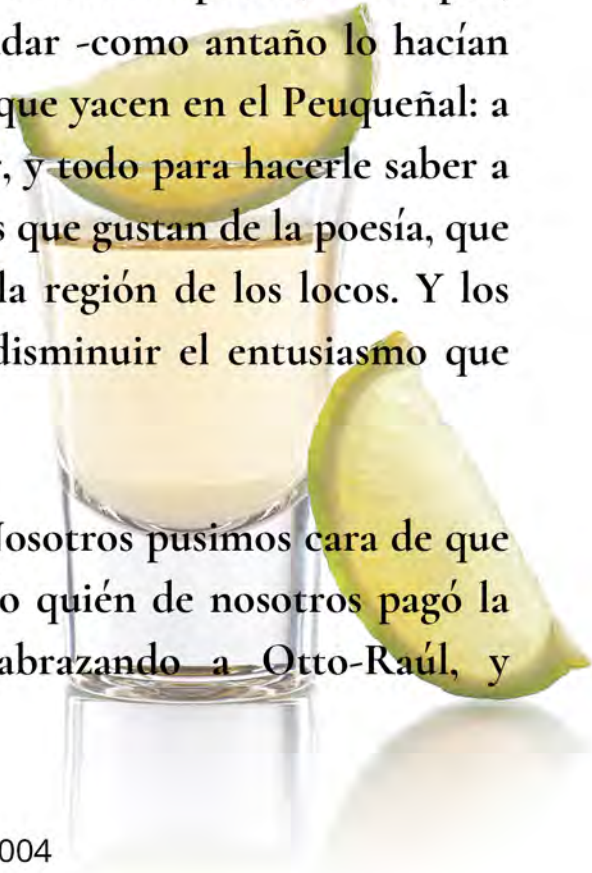 dar -como antaño lo hacían
que yacen en el Peuqueñal: a
, y todo para hacerle saber a
s que gustan de la poesía, que
la región de los locos. Y los
disminuir el entusiasmo que
Nosotros pusimos cara de que
o quién de nosotros pagó la
abrazando a Otto-Raúl, y
004